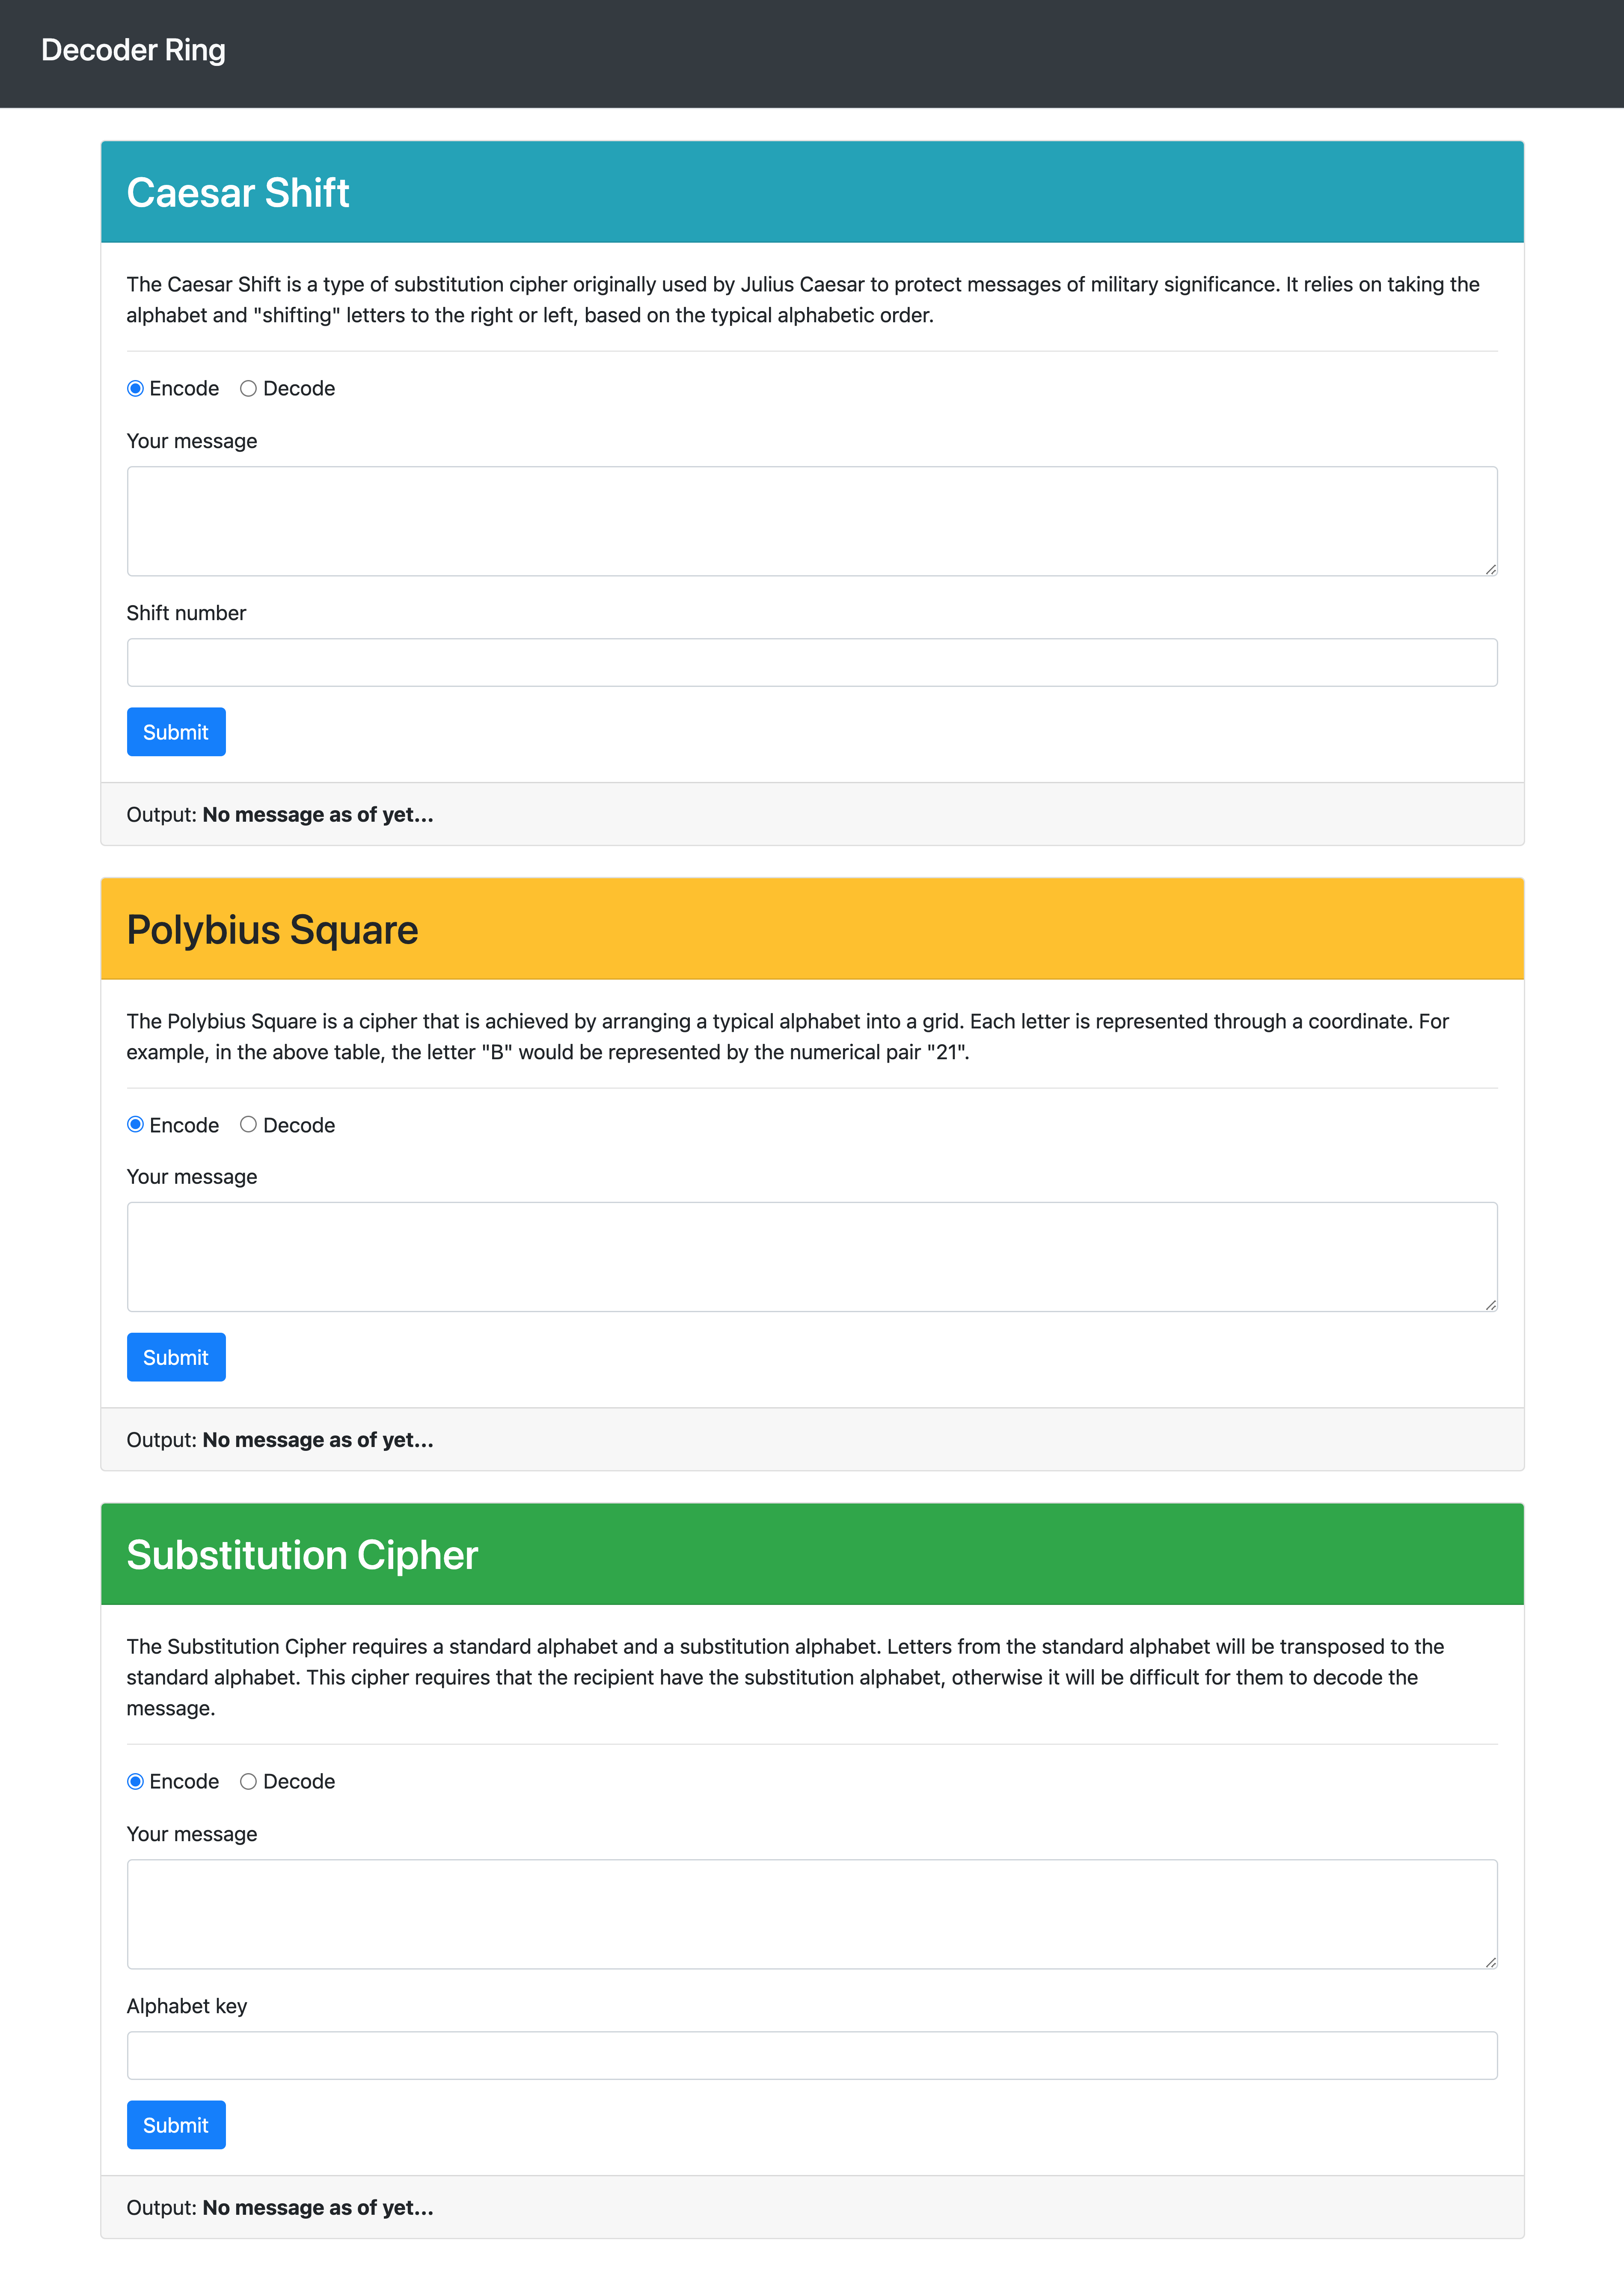 Decoder Ring
Caesar Shift
The Caesar Shift is a type of substitution cipher originally used by Julius Caesar to protect messages of military significance. It relies on taking the
alphabet and "shifting" letters to the right or left, based on the typical alphabetic order.
Encode Decode
Your message
Shift number
Submit
Output: No message as of yet...
Polybius Square
The Polybius Square is a cipher that is achieved by arranging a typical alphabet into a grid. Each letter is represented through a coordinate. For
example, in the above table, the letter "B" would be represented by the numerical pair "21".
Encode Decode
Your message
Submit
Output: No message as of yet...
Substitution Cipher
The Substitution Cipher requires a standard alphabet and a substitution alphabet. Letters from the standard alphabet will be transposed to the
standard alphabet. This cipher requires that the recipient have the substitution alphabet, otherwise it will be difficult for them to decode the
message.
Encode Decode
Your message
Alphabet key
Submit
Output: No message as of yet...